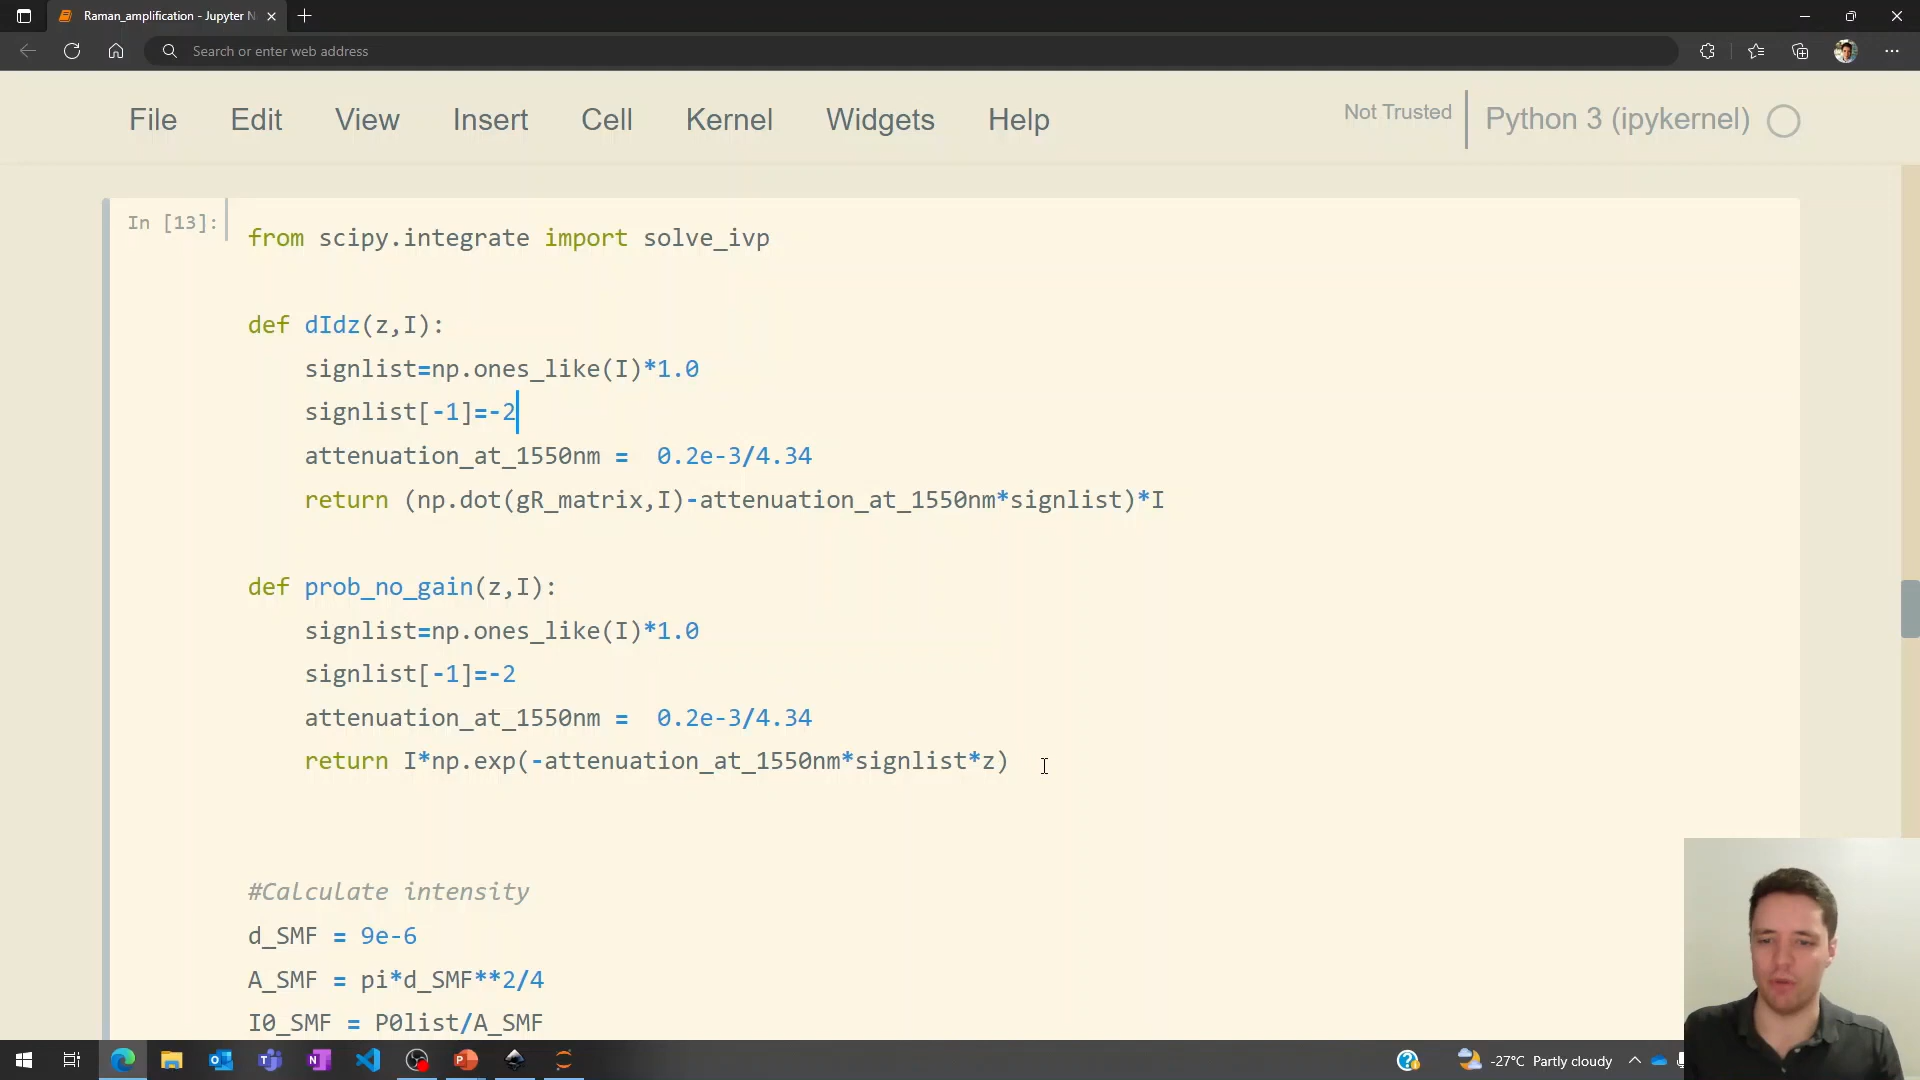 Raman_amplification - Jupyter N
Search or enter web address
File Edit View Insert Cell Kernel Widgets Help
Not Trusted
Python 3 (ipykernel)
In [13]:
from scipy.integrate import solve_ivp
def dIdz(z,I):
signlist=np.ones_like(I)*1.0
signlist[-1]=-2
attenuation_at_1550nm =  0.2e-3/4.34
return (np.dot(gR_matrix,I)-attenuation_at_1550nm*signlist)*I
def prob_no_gain(z,I):
signlist=np.ones_like(I)*1.0
signlist[-1]=-2
attenuation_at_1550nm =  0.2e-3/4.34
return I*np.exp(-attenuation_at_1550nm*signlist*z)
#Calculate intensity
d_SMF = 9e-6
A_SMF = pi*d_SMF**2/4
I0_SMF = P0list/A_SMF
-27°C Partly cloudy